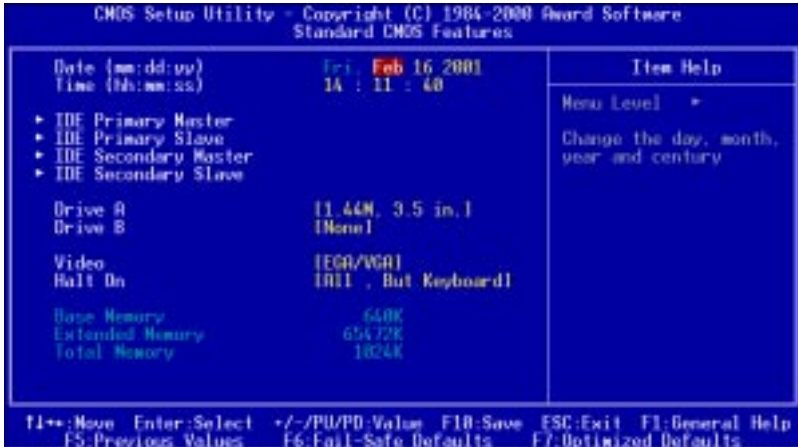 CMOS Setup Utility - Copyright (C) 1984-2000 Award Software
Standard CMOS Features
Date (mm:dd:yy) Fri, Feb 16 2001
Time (hh:mm:ss) 14 : 11 : 40
Item Help
► IDE Primary Master
► IDE Primary Slave
► IDE Secondary Master
► IDE Secondary Slave
Menu Level ►
Change the day, month,
year and century
Drive A [1.44M, 3.5 in.]
Drive B [None]
Video [EGA/VGA]
Halt On [All , But Keyboard]
Base Memory 640K
Extended Memory 65472K
Total Memory 1024K
↑↓→←:Move Enter:Select +/-/PU/PD:Value F10:Save ESC:Exit F1:General Help
F5:Previous Values F6:Fail-Safe Defaults F7:Optimized Defaults